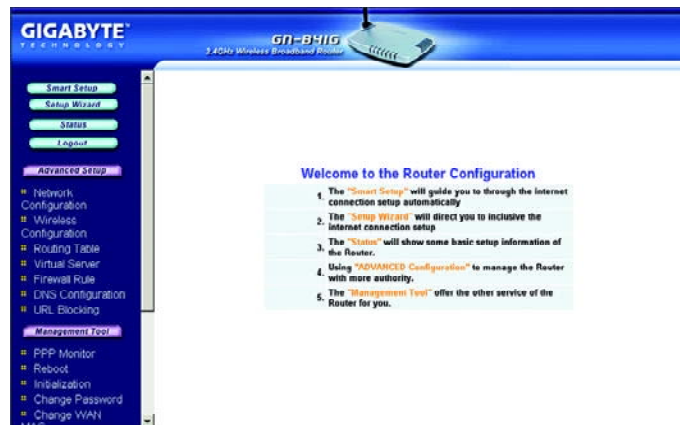 GIGABYTE
TECHNOLOGY
GN-B41G
2.4GHz Wireless Broadband Router
Smart Setup
Setup Wizard
Status
Logout
Advanced Setup
Network
Configuration
Wireless
Configuration
Routing Table
Virtual Server
Firewall Rule
DNS Configuration
URL Blocking
Management Tool
PPP Monitor
Reboot
Initialization
Change Password
Change WAN
MAC
Welcome to the Router Configuration
1. The "Smart Setup" will guide you to through the internet
connection setup automatically
2. The "Setup Wizard" will direct you to inclusive the
internet connection setup
3. The "Status" will show some basic setup information of
the Router.
4. Using "ADVANCED Configuration" to manage the Router
with more authority.
5. The "Management Tool" offer the other service of the
Router for you.